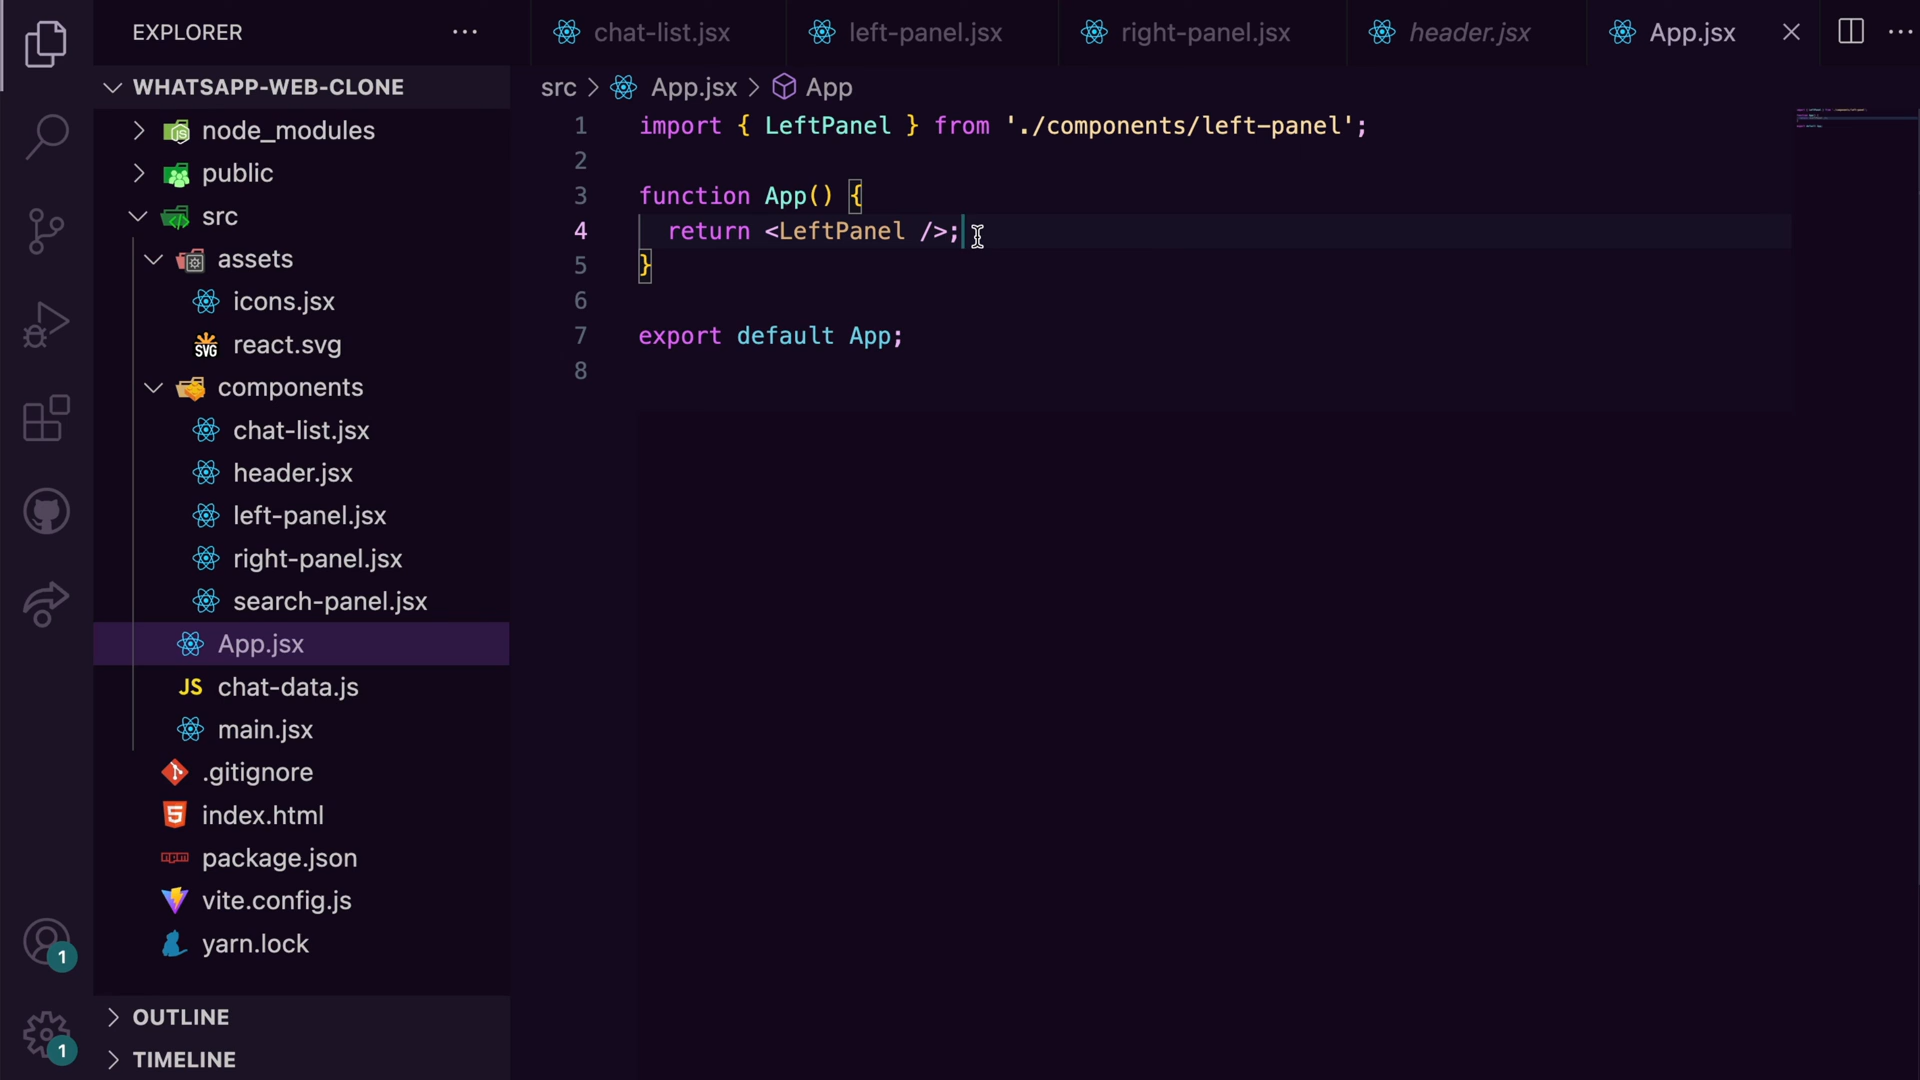 EXPLORER
WHATSAPP-WEB-CLONE
node_modules
public
src
assets
icons.jsx
react.svg
components
chat-list.jsx
header.jsx
left-panel.jsx
right-panel.jsx
search-panel.jsx
App.jsx
JS chat-data.js
main.jsx
.gitignore
index.html
package.json
vite.config.js
yarn.lock
OUTLINE
TIMELINE
1
1
chat-list.jsx left-panel.jsx right-panel.jsx header.jsx App.jsx
src > App.jsx > App
1 import { LeftPanel } from './components/left-panel';
2
3 function App() {
4 return <LeftPanel />;
5 }
6
7 export default App;
8